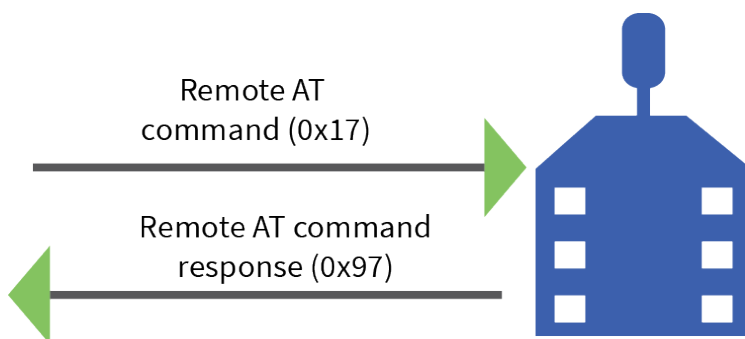 Remote AT
command (0x17)
Remote AT command
response (0x97)